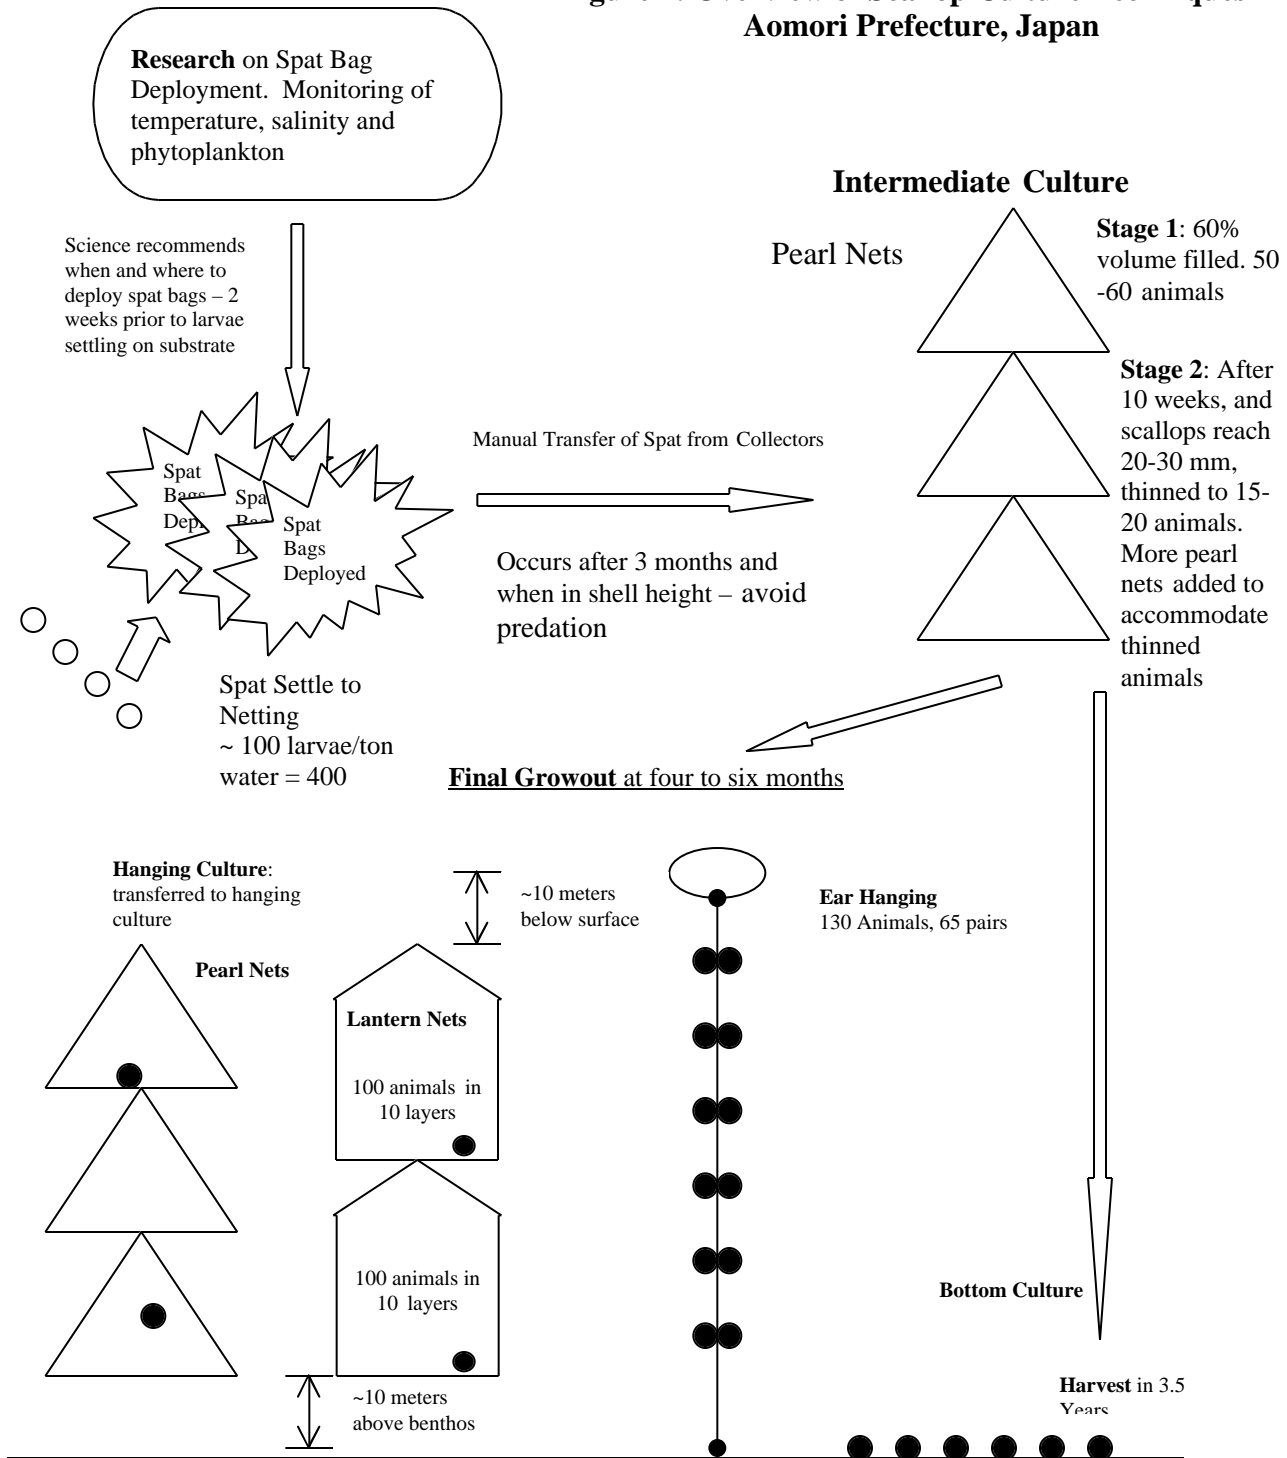 Aomori Prefecture, Japan
Research on Spat Bag
Deployment. Monitoring of
temperature, salinity and
phytoplankton
Intermediate Culture
Pearl Nets
Stage 1: 60%
volume filled. 50
-60 animals
Science recommends
when and where to
deploy spat bags – 2
weeks prior to larvae
settling on substrate
Stage 2: After
10 weeks, and
scallops reach
20-30 mm,
thinned to 15-
20 animals.
More pearl
nets added to
accommodate
thinned
animals
Manual Transfer of Spat from Collectors
Spat
Bags
Spat
Bags
Deployed
Occurs after 3 months and
when in shell height – avoid
predation
Spat Settle to
Netting
~ 100 larvae/ton
water = 400
Final Growout at four to six months
Hanging Culture:
transferred to hanging
culture
~10 meters
below surface
Ear Hanging
130 Animals, 65 pairs
Pearl Nets
Lantern Nets
100 animals in
10 layers
100 animals in
10 layers
Bottom Culture
~10 meters
above benthos
Harvest in 3.5
Years